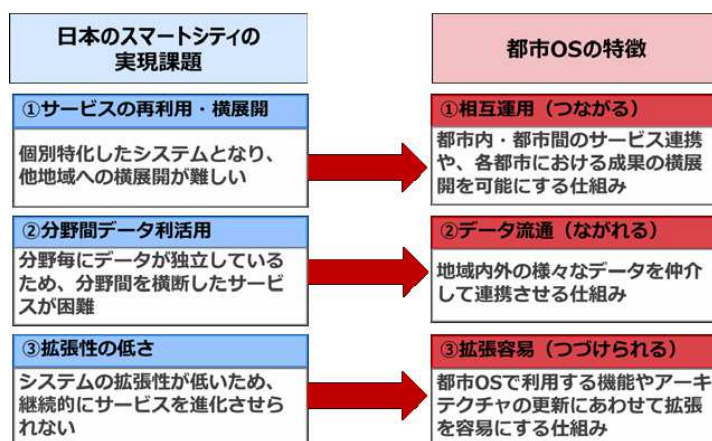 日本のスマートシティの
実現課題
都市OSの特徴
①サービスの再利用・横展開
個別特化したシステムとなり、
他地域への横展開が難しい
①相互運用（つながる）
都市内・都市間のサービス連携
や、各都市における成果の横展
開を可能にする仕組み
②分野間データ利活用
分野毎にデータが独立している
ため、分野間を横断したサービ
スが困難
②データ流通（ながれる）
地域内外の様々なデータを仲介
して連携させる仕組み
③拡張性の低さ
システムの拡張性が低いため、
継続的にサービスを進化させら
れない
③拡張容易（つづけられる）
都市OSで利用する機能やアーキ
テクチャの更新にあわせて拡張
を容易にする仕組み